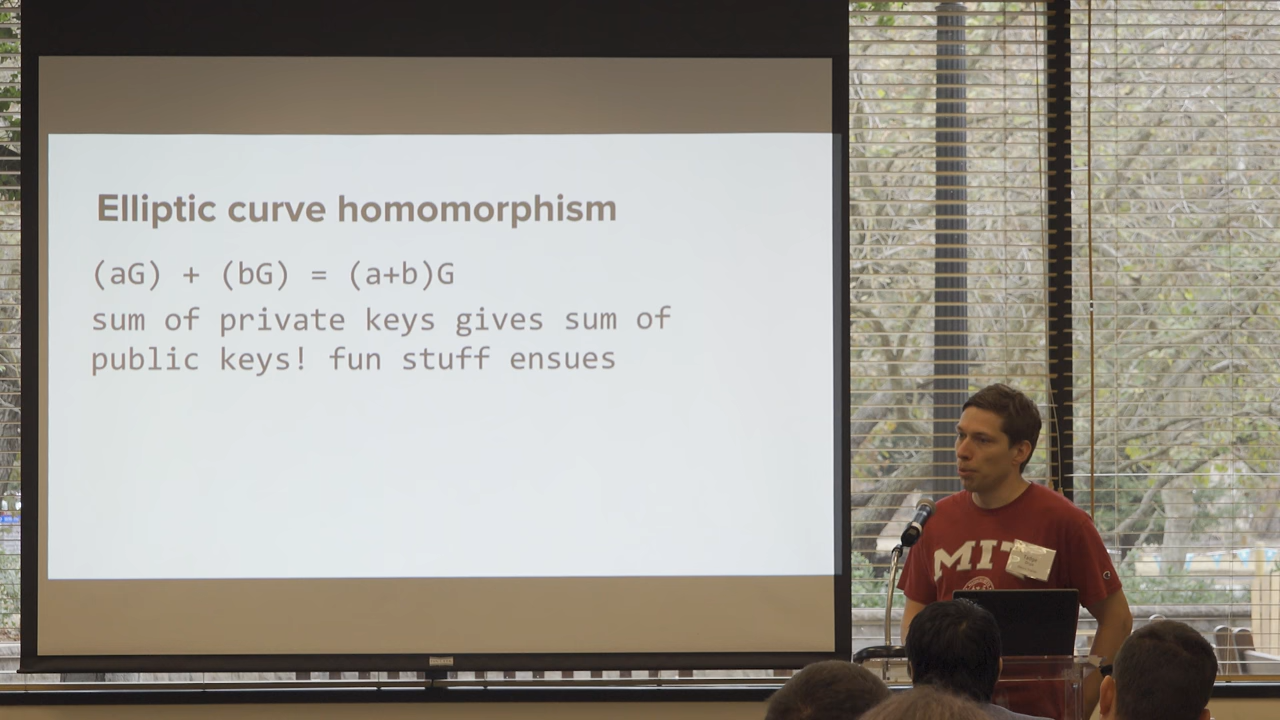 Elliptic curve homomorphism
(aG) + (bG) = (a+b)G
sum of private keys gives sum of
public keys! fun stuff ensues
MIT